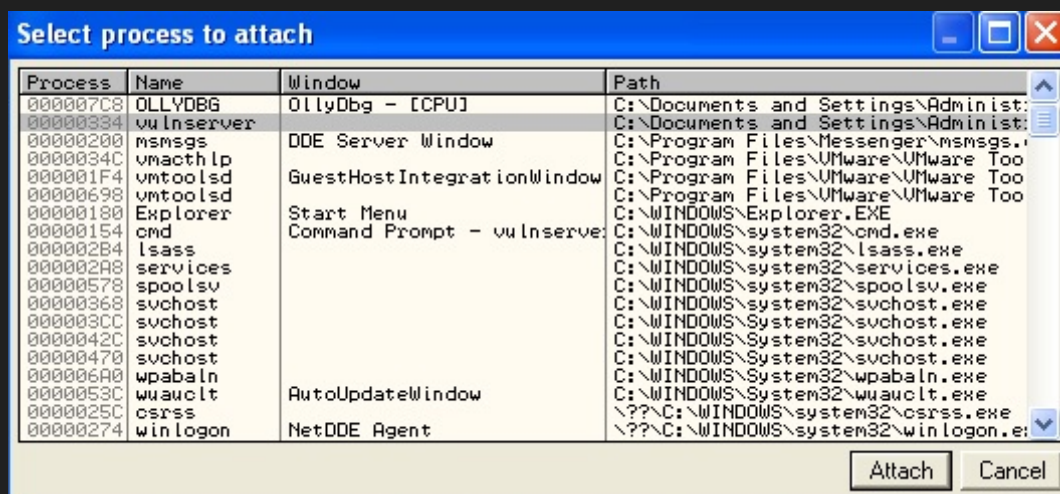 Select process to attach
Process Name Window Path
000007C8 OLLYDBG OllyDbg - [CPU] C:\Documents and Settings\Administ
00000334 vulnserver C:\Documents and Settings\Administ
00000200 msmsgs DDE Server Window C:\Program Files\Messenger\msmsgs.
0000034C vmacthlp C:\Program Files\VMware\VMware Too
000001F4 vmtoolsd GuestHostIntegrationWindow C:\Program Files\VMware\VMware Too
00000698 vmtoolsd C:\Program Files\VMware\VMware Too
00000180 Explorer Start Menu C:\WINDOWS\Explorer.EXE
00000154 cmd Command Prompt - vulnserve C:\WINDOWS\system32\cmd.exe
000002B4 lsass C:\WINDOWS\system32\lsass.exe
000002A8 services C:\WINDOWS\system32\services.exe
00000578 spoolsv C:\WINDOWS\system32\spoolsv.exe
00000368 svchost C:\WINDOWS\system32\svchost.exe
000003CC svchost C:\WINDOWS\System32\svchost.exe
0000042C svchost C:\WINDOWS\System32\svchost.exe
00000470 svchost C:\WINDOWS\System32\svchost.exe
000006A0 wpabaln C:\WINDOWS\System32\wpabaln.exe
0000053C wuauclt AutoUpdateWindow C:\WINDOWS\System32\wuauclt.exe
0000025C csrss \??\C:\WINDOWS\system32\csrss.exe
00000274 winlogon NetDDE Agent \??\C:\WINDOWS\system32\winlogon.e
Attach Cancel